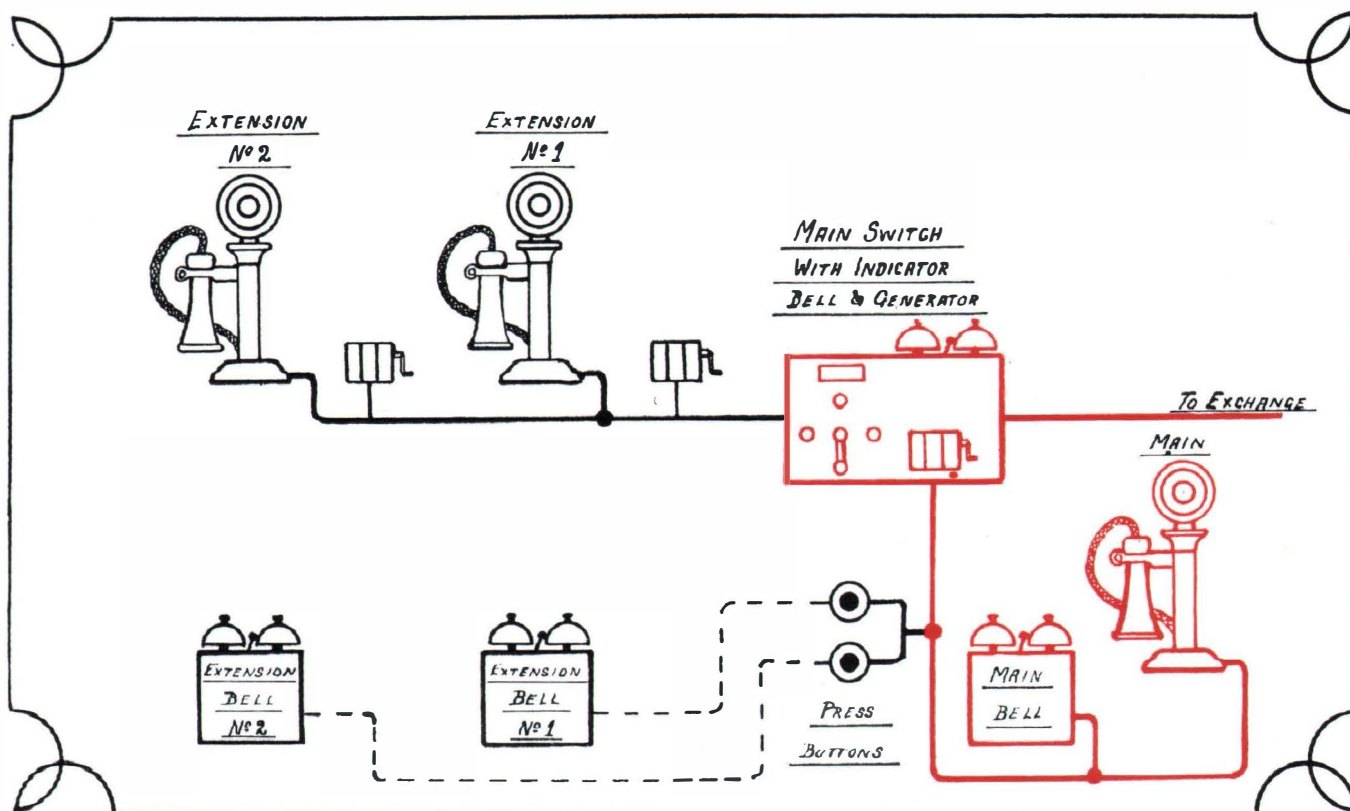 EXTENSION
Nº 2
EXTENSION
Nº 1
MAIN SWITCH
WITH INDICATOR
BELL & GENERATOR
TO EXCHANGE
MAIN
EXTENSION
BELL
Nº 2
EXTENSION
BELL
Nº 1
PRESS
BUTTONS
MAIN
BELL